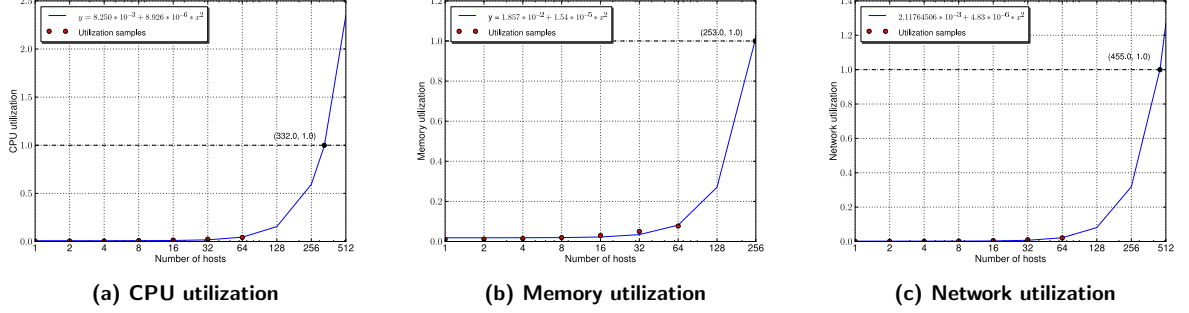 2.5
2.0
1.5
1.0
0.5
0.0
CPU utilization
y = 8.250 * 10^{-3} + 8.926 * 10^{-6} * x^2
Utilization samples
(332.0, 1.0)
1 2 4 8 16 32 64 128 256 512
Number of hosts
(a) CPU utilization
1.0
0.8
0.6
0.4
0.2
0.0
Memory utilization
y = 1.857 * 10^{-2} + 1.54 * 10^{-5} * x^2
Utilization samples
(253.0, 1.0)
2 4 8 16 32 64 128 256
Number of hosts
(b) Memory utilization
1.4
1.2
1.0
0.8
0.6
0.4
0.2
0.0
Network utilization
2.11764506 * 10^{-3} + 4.83 * 10^{-6} * x^2
Utilization samples
(455.0, 1.0)
1 2 4 8 16 32 64 128 256 512
Number of hosts
(c) Network utilization